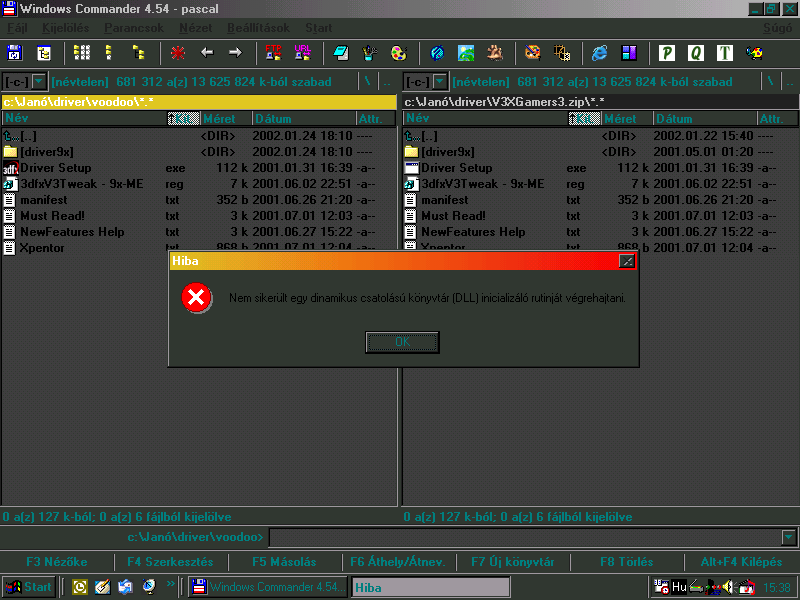 Windows Commander 4.54 - pascal
Fájl Kijelölés Parancsok Nézet Beállítások Start Súgó
FTP URL P Q T
[-c-] [névtelen] 681 312 a(z) 13 625 824 k-ból szabad \ ..
[-c-] [névtelen] 681 312 a(z) 13 625 824 k-ból szabad \ ..
c:\Janó\driver\voodoo\*.*
Név ↑Kit. Méret Dátum Attr.
[..] <DIR> 2002.01.24 18:10 ----
[driver9x] <DIR> 2002.01.24 18:10 ----
Driver Setup exe 112 k 2001.01.31 16:39 -a--
3dfxV3Tweak - 9x-ME reg 7 k 2001.06.02 22:51 -a--
manifest txt 352 b 2001.06.26 21:20 -a--
Must Read! txt 3 k 2001.07.01 12:03 -a--
NewFeatures Help txt 3 k 2001.06.27 15:22 -a--
Xpentor txt 868 b 2001.07.01 12:04 -a--
c:\Janó\driver\V3XGamers3.zip\*.*
Név ↑Kit. Méret Dátum Attr.
[..] <DIR> 2002.01.22 15:40 ----
[driver9x] <DIR> 2001.05.01 01:20 ----
Driver Setup exe 112 k 2001.01.31 16:39 -a--
3dfxV3Tweak - 9x-ME reg 7 k 2001.06.02 22:51 -a--
manifest txt 352 b 2001.06.26 21:20 -a--
Must Read! txt 3 k 2001.07.01 12:03 -a--
NewFeatures Help txt 3 k 2001.06.27 15:22 -a--
Xpentor txt 868 b 2001.07.01 12:04 -a--
Hiba
Nem sikerült egy dinamikus csatolású könyvtár (DLL) inicializáló rutinját végrehajtani.
OK
0 a(z) 127 k-ból; 0 a(z) 6 fájlból kijelölve
0 a(z) 127 k-ból; 0 a(z) 6 fájlból kijelölve
c:\Janó\driver\voodoo>
F3 Nézőke F4 Szerkesztés F5 Másolás F6 Áthely/Átnev. F7 Új könyvtár F8 Törlés Alt+F4 Kilépés
Start Windows Commander 4.54... Hiba Hu 15:38